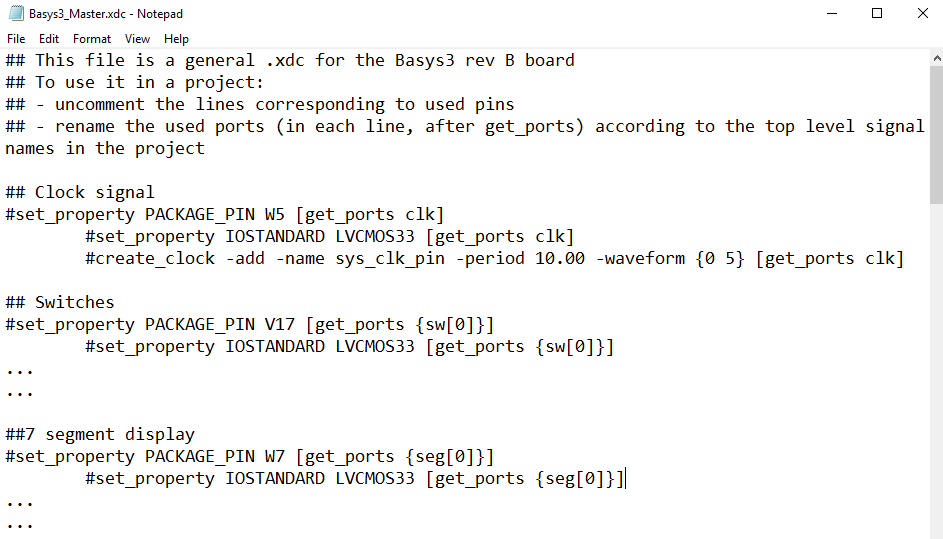 Basys3_Master.xdc - Notepad
File Edit Format View Help
## This file is a general .xdc for the Basys3 rev B board
## To use it in a project:
## - uncomment the lines corresponding to used pins
## - rename the used ports (in each line, after get_ports) according to the top level signal
names in the project
## Clock signal
#set_property PACKAGE_PIN W5 [get_ports clk]
#set_property IOSTANDARD LVCMOS33 [get_ports clk]
#create_clock -add -name sys_clk_pin -period 10.00 -waveform {0 5} [get_ports clk]
## Switches
#set_property PACKAGE_PIN V17 [get_ports {sw[0]}]
#set_property IOSTANDARD LVCMOS33 [get_ports {sw[0]}]
...
...
##7 segment display
#set_property PACKAGE_PIN W7 [get_ports {seg[0]}]
#set_property IOSTANDARD LVCMOS33 [get_ports {seg[0]}]
...
...